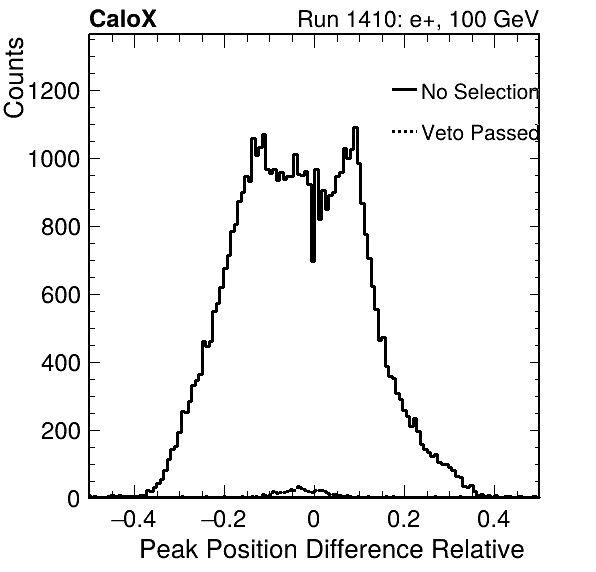 CaloX Run 1410: e+, 100 GeV
Counts
1200
1000
800
600
400
200
0
No Selection
Veto Passed
−0.4 −0.2 0 0.2 0.4
Peak Position Difference Relative